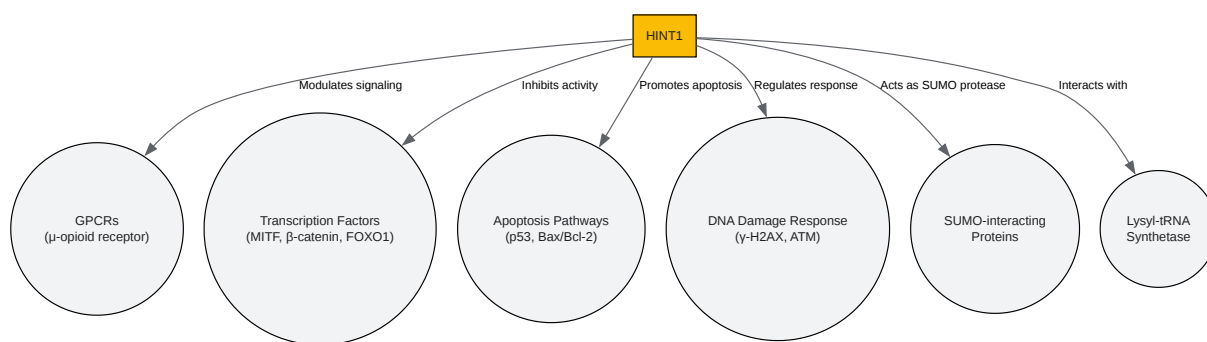 HINT1
Modulates signaling
Inhibits activity
Promotes apoptosis
Regulates response
Acts as SUMO protease
Interacts with
GPCRs
(μ-opioid receptor)
Transcription Factors
(MITF, β-catenin, FOXO1)
Apoptosis Pathways
(p53, Bax/Bcl-2)
DNA Damage Response
(γ-H2AX, ATM)
SUMO-interacting
Proteins
Lysyl-tRNA
Synthetase